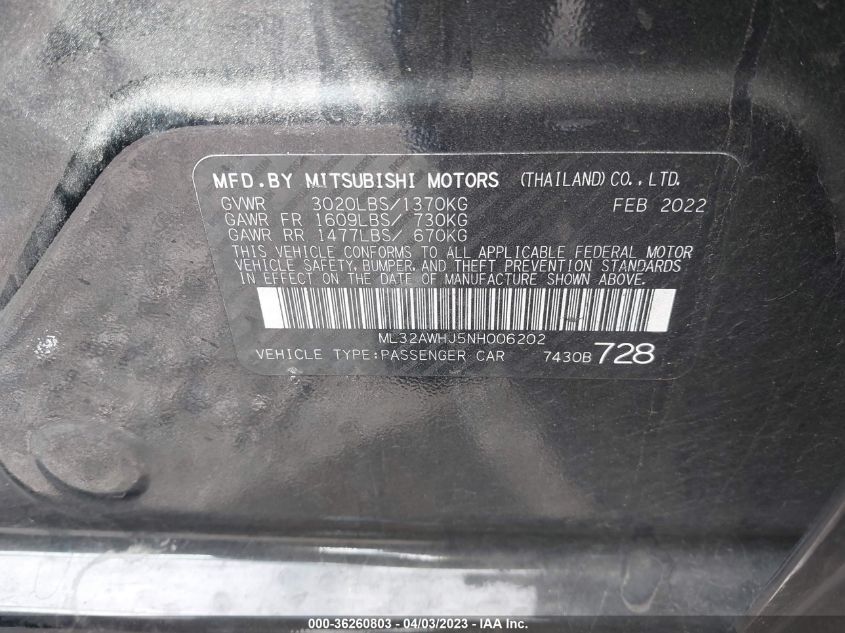 MFD.BY MITSUBISHI MOTORS (THAILAND)CO.,LTD.
GVWR 3020LBS/1370KG FEB 2022
GAWR FR 1609LBS/ 730KG
GAWR RR 1477LBS/ 670KG
THIS VEHICLE CONFORMS TO ALL APPLICABLE FEDERAL MOTOR
VEHICLE SAFETY, BUMPER, AND THEFT PREVENTION STANDARDS
IN EFFECT ON THE DATE OF MANUFACTURE SHOWN ABOVE.
ML32AWHJ5NH006202
VEHICLE TYPE:PASSENGER CAR 7430B 728
000-36260803 - 04/03/2023 - IAA Inc.